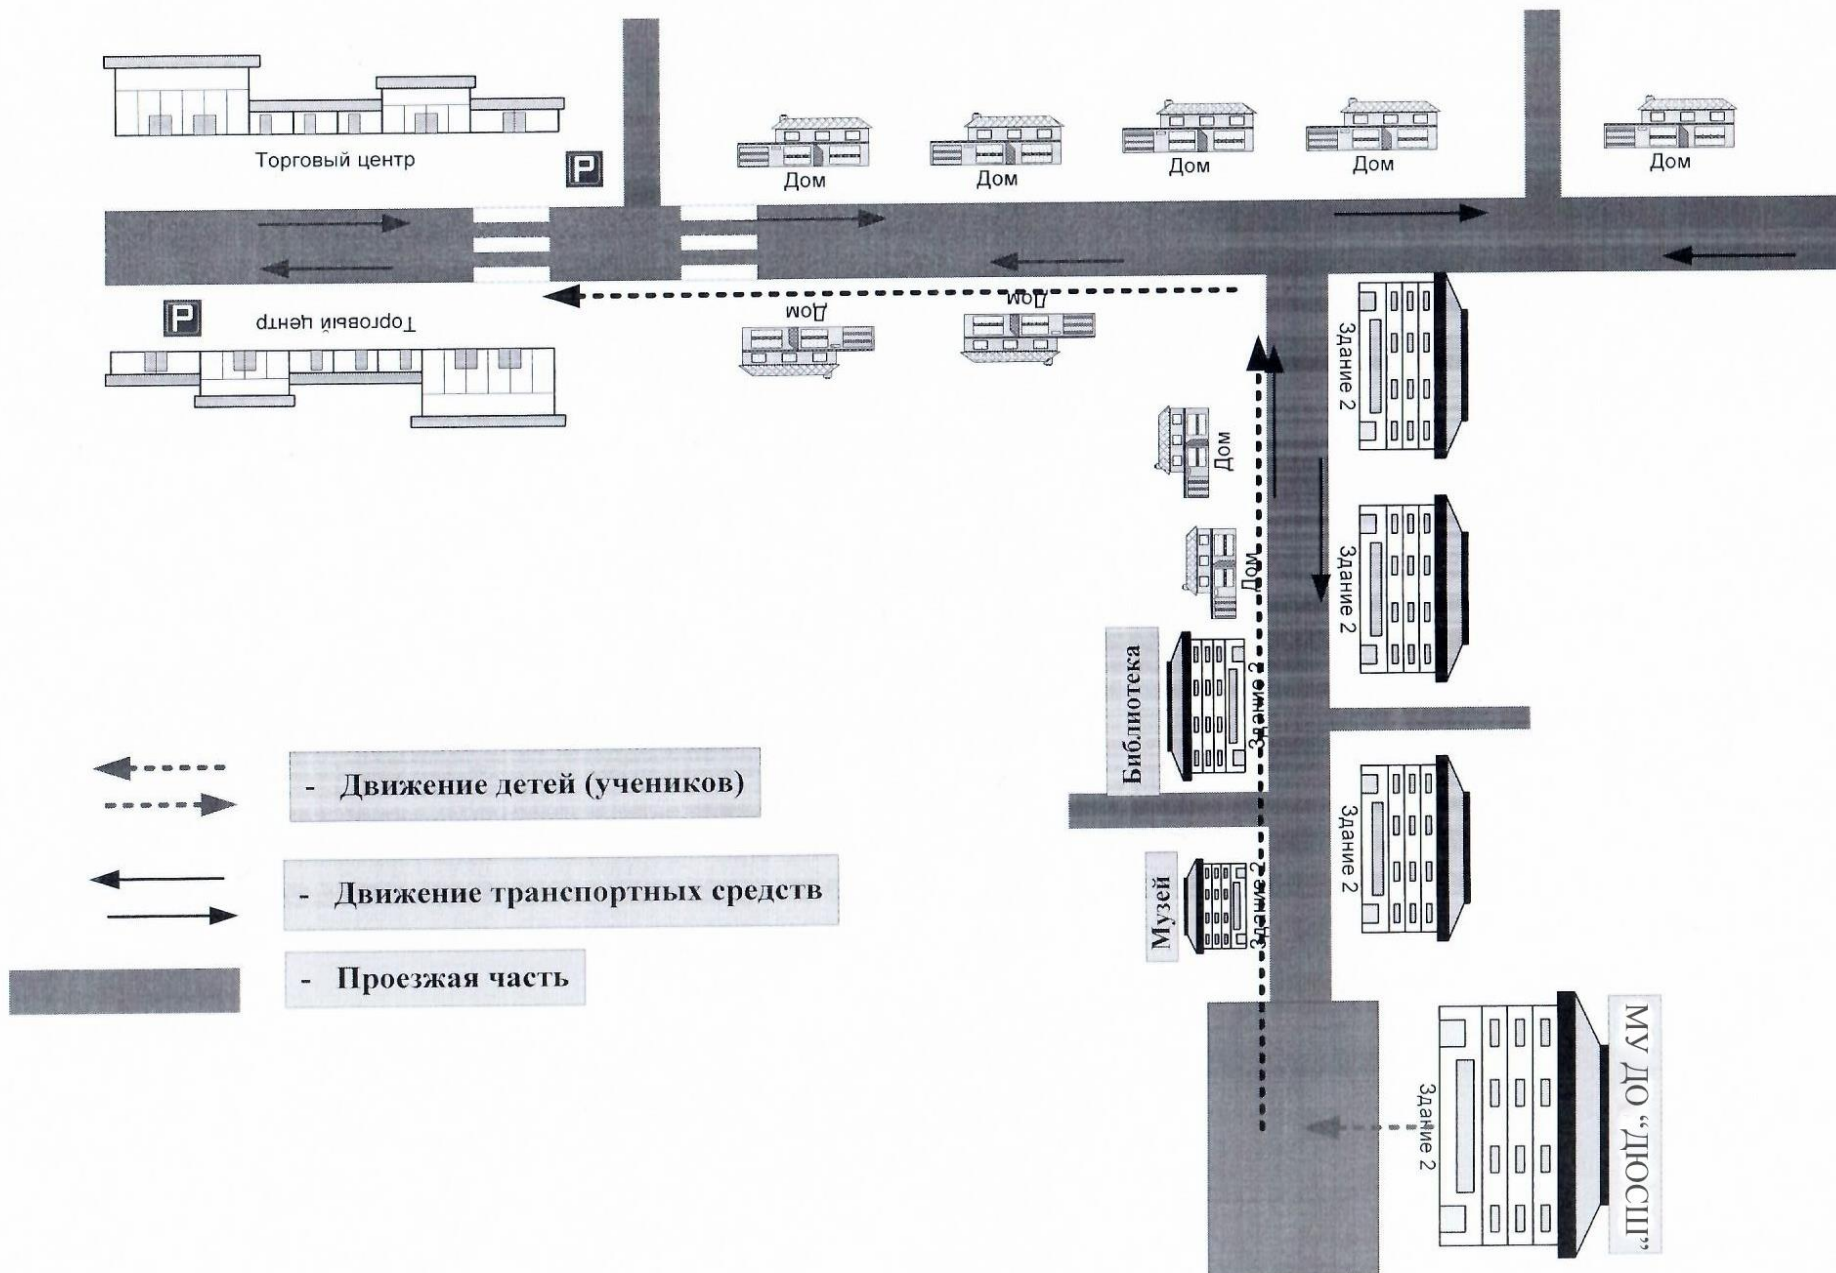 Торговый центр
P
Дом
Дом
Дом
Дом
Дом
P
Торговый центр
Дом
Дом
Здание 2
Дом
Здание 2
Дом
Библиотека
Здание 2
- Движение детей (учеников)
Здание 2
- Движение транспортных средств
Музей
Здание 2
- Проезжая часть
Здание 2
МУ ДО “ДЮСШ”